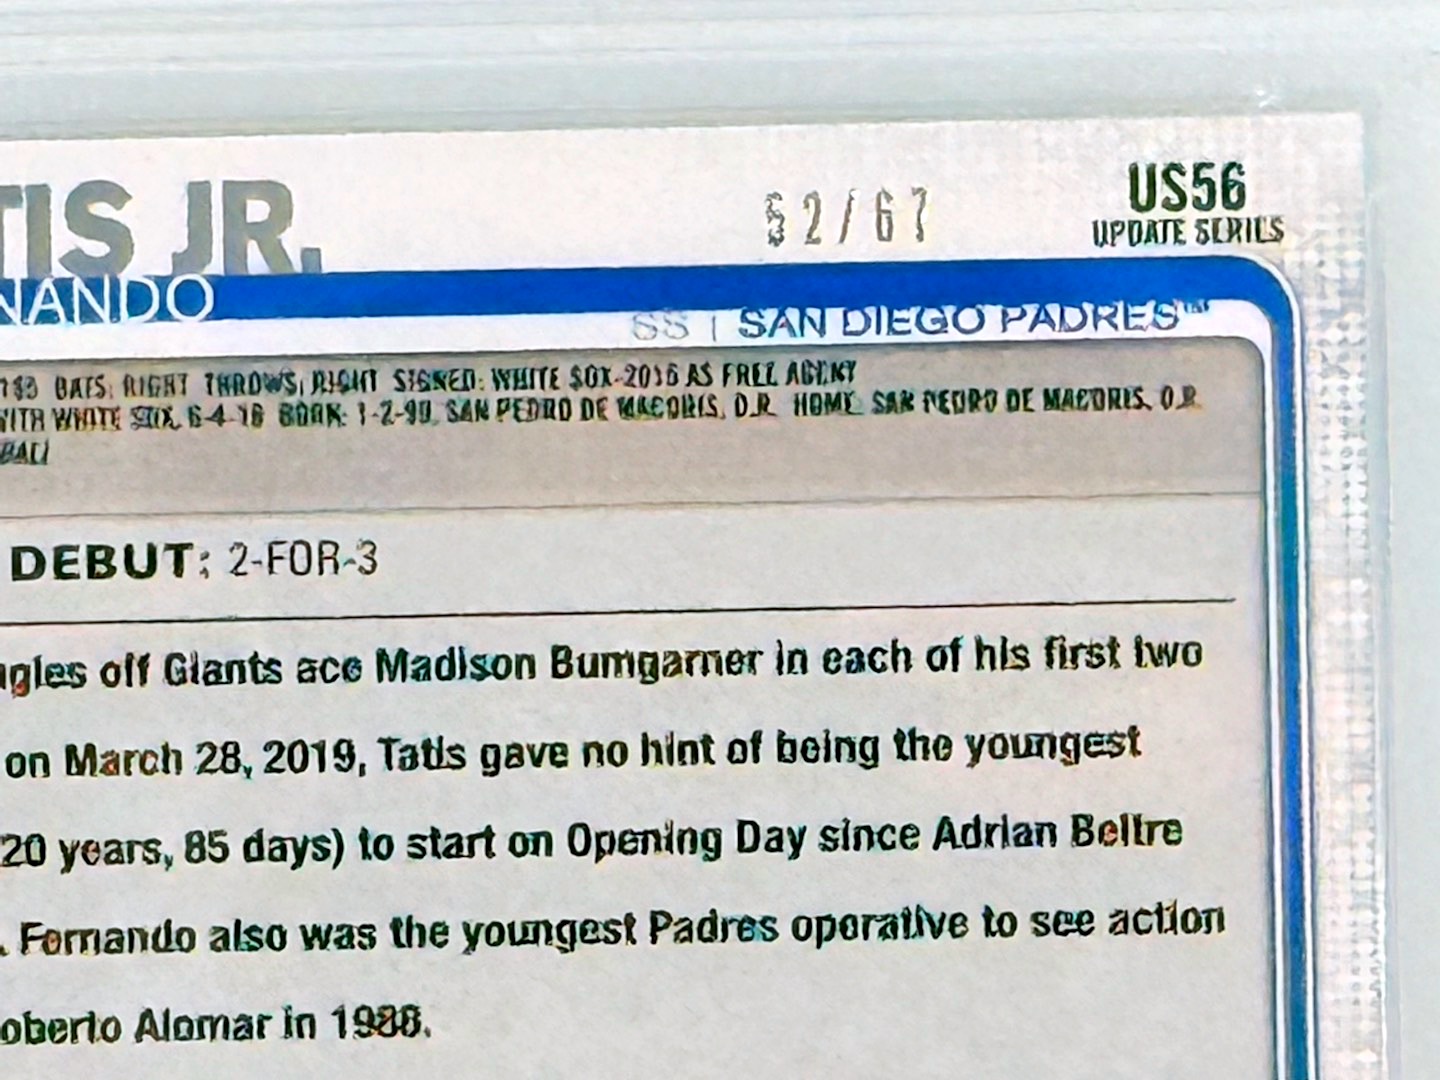 US56
TIS JR. 52/67 UPDATE SERIES
NANDO
SS | SAN DIEGO PADRES™
BATS: RIGHT THROWS: RIGHT SIGNED: WHITE SOX-2015 AS FREE AGENT
WITH WHITE SOX, 6-4-16 BORN: 1-2-99, SAN PEDRO DE MACORIS, D.R. HOME: SAN PEDRO DE MACORIS, D.R.
DEBUT: 2-FOR-3
ngles off Giants ace Madison Bumgarner in each of his first two
on March 28, 2019, Tatis gave no hint of being the youngest
20 years, 85 days) to start on Opening Day since Adrian Beltre
. Fernando also was the youngest Padres operative to see action
oberto Alomar in 1988.